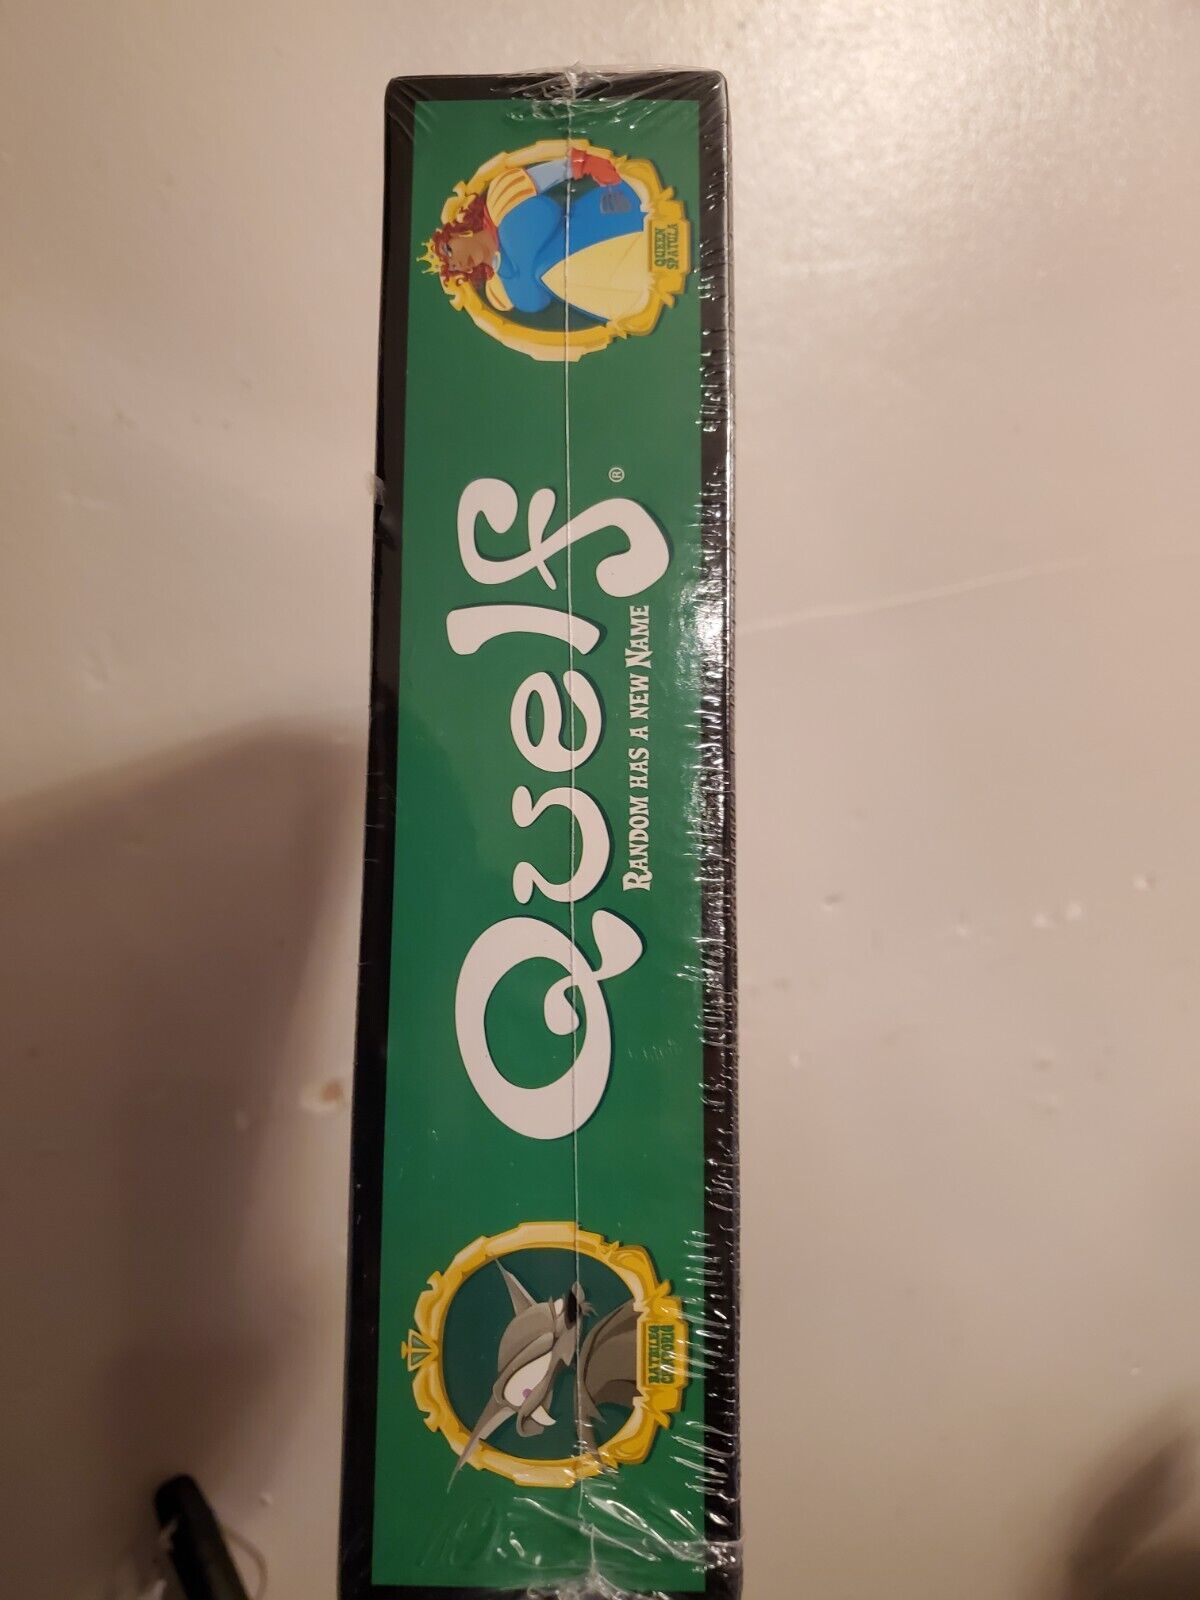 Quelf®
RANDOM HAS A NEW NAME
QUEEN
SPATULA